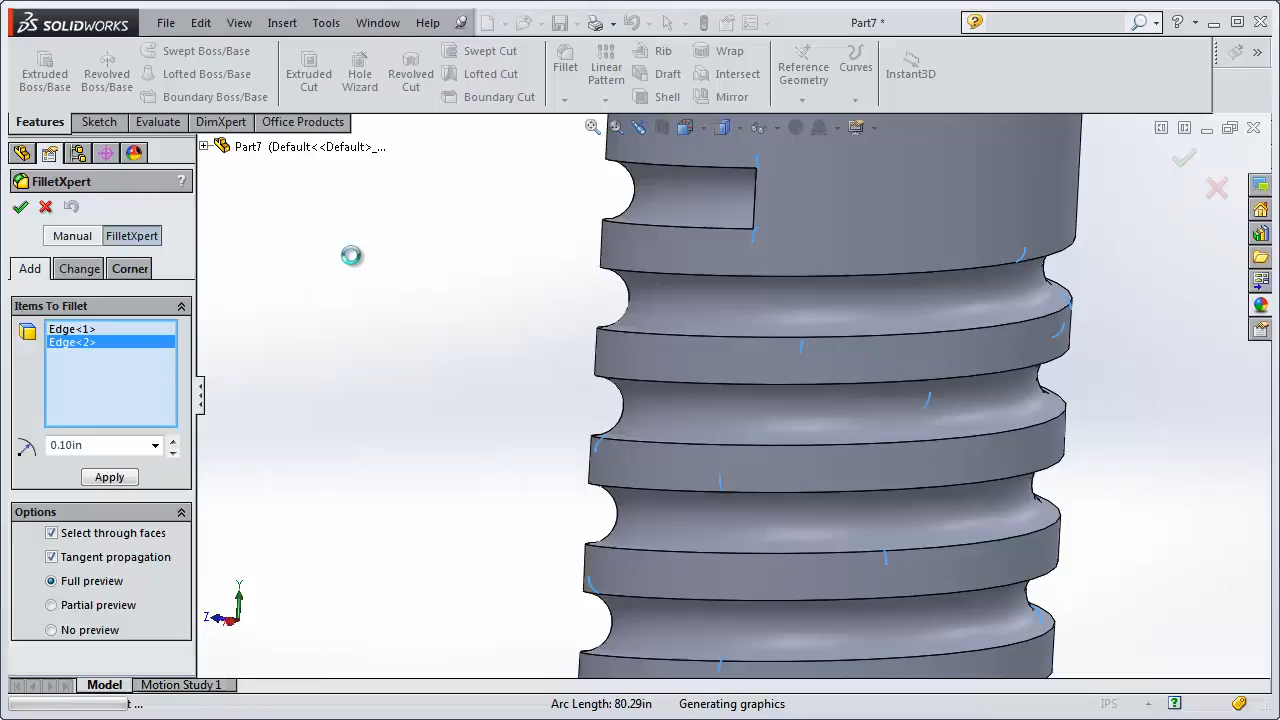 SOLIDWORKS File Edit View Insert Tools Window Help Part7 * ?
Extruded Boss/Base
Revolved Boss/Base
Swept Boss/Base
Lofted Boss/Base
Boundary Boss/Base
Extruded Cut
Hole Wizard
Revolved Cut
Swept Cut
Lofted Cut
Boundary Cut
Fillet
Linear Pattern
Rib
Draft
Shell
Wrap
Intersect
Mirror
Reference Geometry
Curves
Instant3D
Features Sketch Evaluate DimXpert Office Products
Part7 (Default<<Default>_...
FilletXpert ?
Manual FilletXpert
Add Change Corner
Items To Fillet
Edge<1>
Edge<2>
0.10in
Apply
Options
Select through faces
Tangent propagation
Full preview
Partial preview
No preview
Y
Z
Model Motion Study 1
t ... Arc Length: 80.29in Generating graphics IPS ?